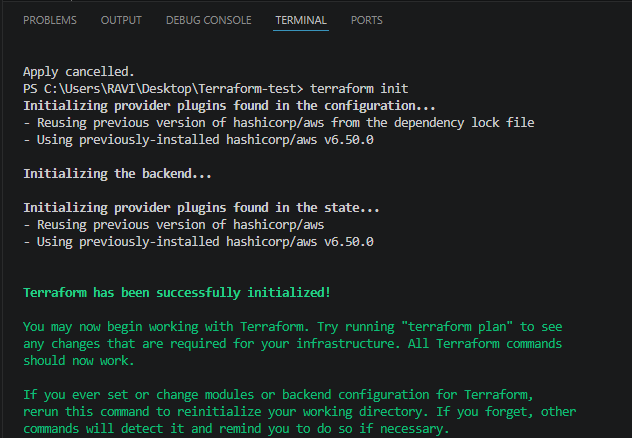 PROBLEMS OUTPUT DEBUG CONSOLE TERMINAL PORTS
Apply cancelled.
PS C:\Users\RAVI\Desktop\Terraform-test> terraform init
Initializing provider plugins found in the configuration...
- Reusing previous version of hashicorp/aws from the dependency lock file
- Using previously-installed hashicorp/aws v6.50.0
Initializing the backend...
Initializing provider plugins found in the state...
- Reusing previous version of hashicorp/aws
- Using previously-installed hashicorp/aws v6.50.0
Terraform has been successfully initialized!
You may now begin working with Terraform. Try running "terraform plan" to see
any changes that are required for your infrastructure. All Terraform commands
should now work.
If you ever set or change modules or backend configuration for Terraform,
rerun this command to reinitialize your working directory. If you forget, other
commands will detect it and remind you to do so if necessary.